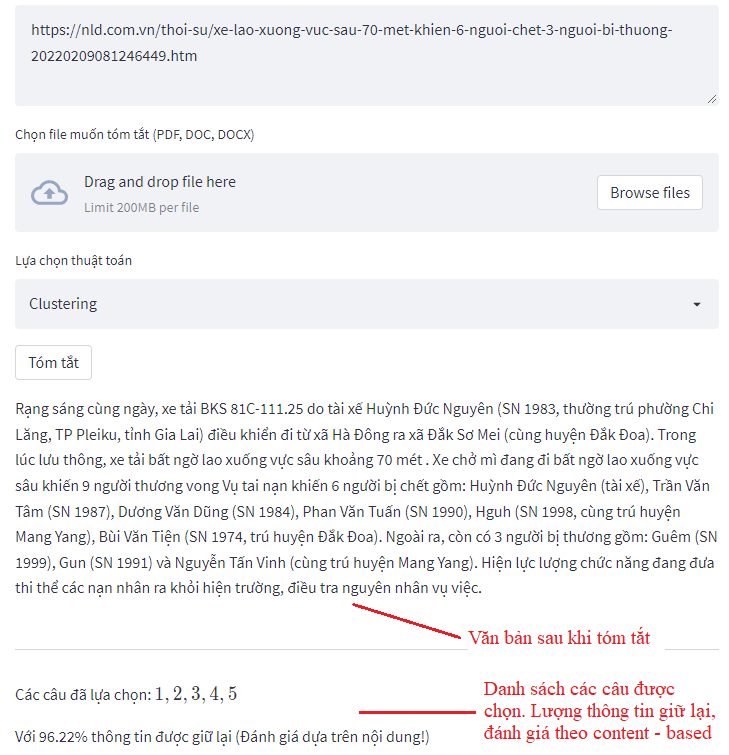 https://nld.com.vn/thoi-su/xe-lao-xuong-vuc-sau-70-met-khien-6-nguoi-chet-3-nguoi-bi-thuong-
20220209081246449.htm
Chọn file muốn tóm tắt (PDF, DOC, DOCX)
Drag and drop file here
Limit 200MB per file
Browse files
Lựa chọn thuật toán
Clustering
Tóm tắt
Rạng sáng cùng ngày, xe tải BKS 81C-111.25 do tài xế Huỳnh Đức Nguyên (SN 1983, thường trú phường Chi
Lăng, TP Pleiku, tỉnh Gia Lai) điều khiển đi từ xã Hà Đông ra xã Đắk Sơ Mei (cùng huyện Đắk Đoa). Trong
lúc lưu thông, xe tải bất ngờ lao xuống vực sâu khoảng 70 mét . Xe chở mì đang đi bất ngờ lao xuống vực
sâu khiến 9 người thương vong Vụ tai nạn khiến 6 người bị chết gồm: Huỳnh Đức Nguyên (tài xế), Trần Văn
Tâm (SN 1987), Dương Văn Dũng (SN 1984), Phan Văn Tuấn (SN 1990), Hguh (SN 1998, cùng trú huyện
Mang Yang), Bùi Văn Tiện (SN 1974, trú huyện Đắk Đoa). Ngoài ra, còn có 3 người bị thương gồm: Guêm (SN
1999), Gun (SN 1991) và Nguyễn Tấn Vinh (cùng trú huyện Mang Yang). Hiện lực lượng chức năng đang đưa
thi thể các nạn nhân ra khỏi hiện trường, điều tra nguyên nhân vụ việc.
Văn bản sau khi tóm tắt
Các câu đã lựa chọn: 1, 2, 3, 4, 5
Danh sách các câu được
chọn. Lượng thông tin giữ lại,
đánh giá theo content - based
Với 96.22% thông tin được giữ lại (Đánh giá dựa trên nội dung!)